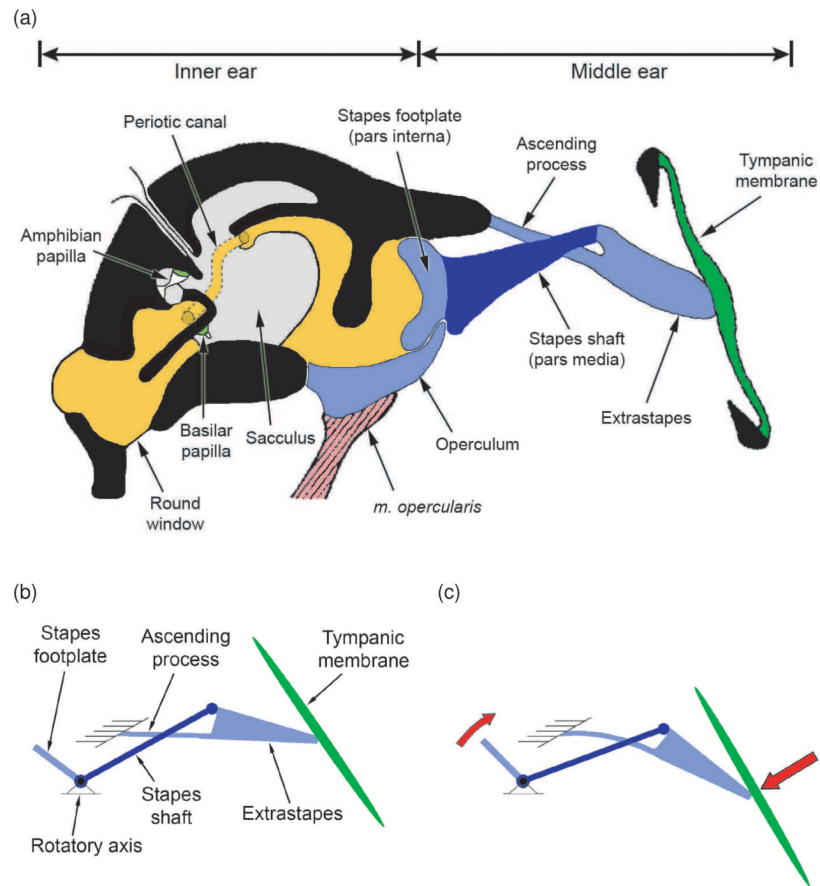 (a)
Inner ear
Middle ear
Periotic canal
Stapes footplate
(pars interna)
Ascending
process
Tympanic
membrane
Amphibian
papilla
Stapes shaft
(pars media)
Extrastapes
Basilar
papilla
Sacculus
Operculum
Round
window
m. opercularis
(b)
Stapes
footplate
Ascending
process
Tympanic
membrane
Stapes
shaft
Extrastapes
Rotatory axis
(c)